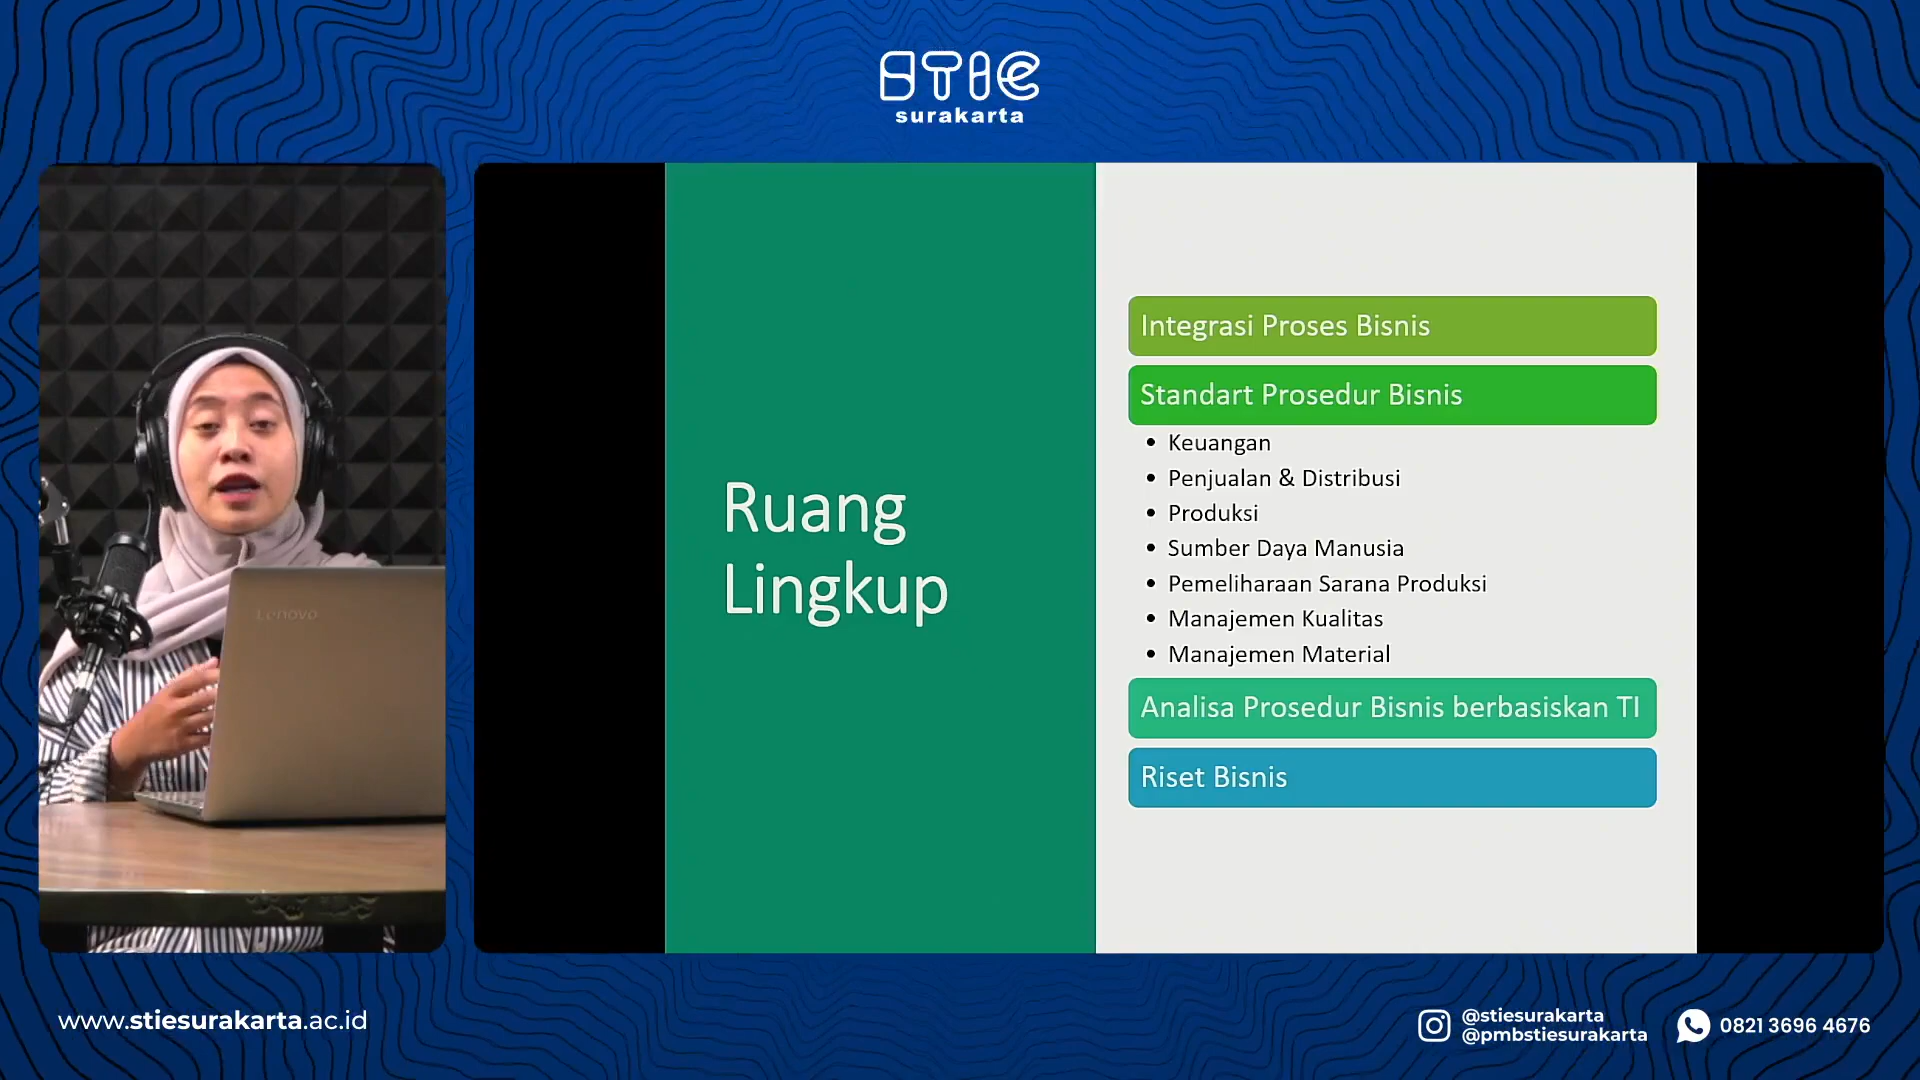 STIE
surakarta
Lenovo
Ruang
Lingkup
Integrasi Proses Bisnis
Standart Prosedur Bisnis
• Keuangan
• Penjualan & Distribusi
• Produksi
• Sumber Daya Manusia
• Pemeliharaan Sarana Produksi
• Manajemen Kualitas
• Manajemen Material
Analisa Prosedur Bisnis berbasiskan TI
Riset Bisnis
www.stiesurakarta.ac.id
@stiesurakarta
@pmbstiesurakarta
0821 3696 4676